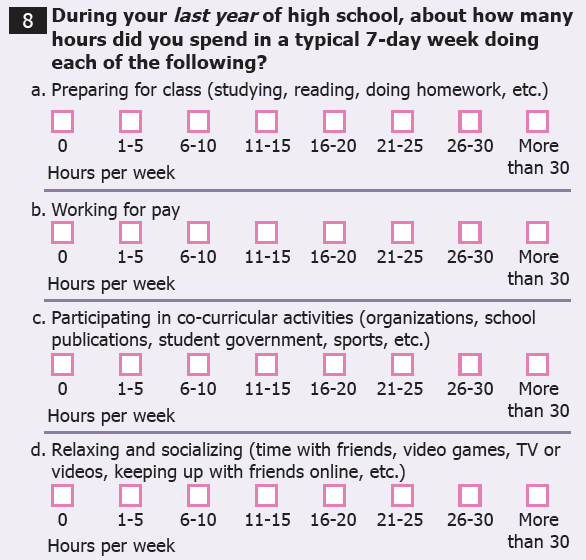 8 During your last year of high school, about how many
hours did you spend in a typical 7-day week doing
each of the following?
a. Preparing for class (studying, reading, doing homework, etc.)
0 1-5 6-10 11-15 16-20 21-25 26-30 More
than 30
Hours per week
b. Working for pay
0 1-5 6-10 11-15 16-20 21-25 26-30 More
than 30
Hours per week
c. Participating in co-curricular activities (organizations, school
publications, student government, sports, etc.)
0 1-5 6-10 11-15 16-20 21-25 26-30 More
than 30
Hours per week
d. Relaxing and socializing (time with friends, video games, TV or
videos, keeping up with friends online, etc.)
0 1-5 6-10 11-15 16-20 21-25 26-30 More
than 30
Hours per week